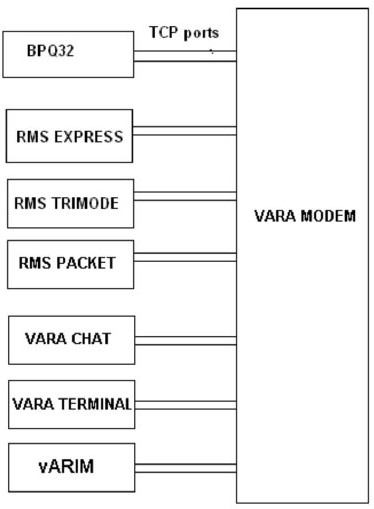 TCP ports
BPQ32
RMS EXPRESS
RMS TRIMODE
VARA MODEM
RMS PACKET
VARA CHAT
VARA TERMINAL
vARIM